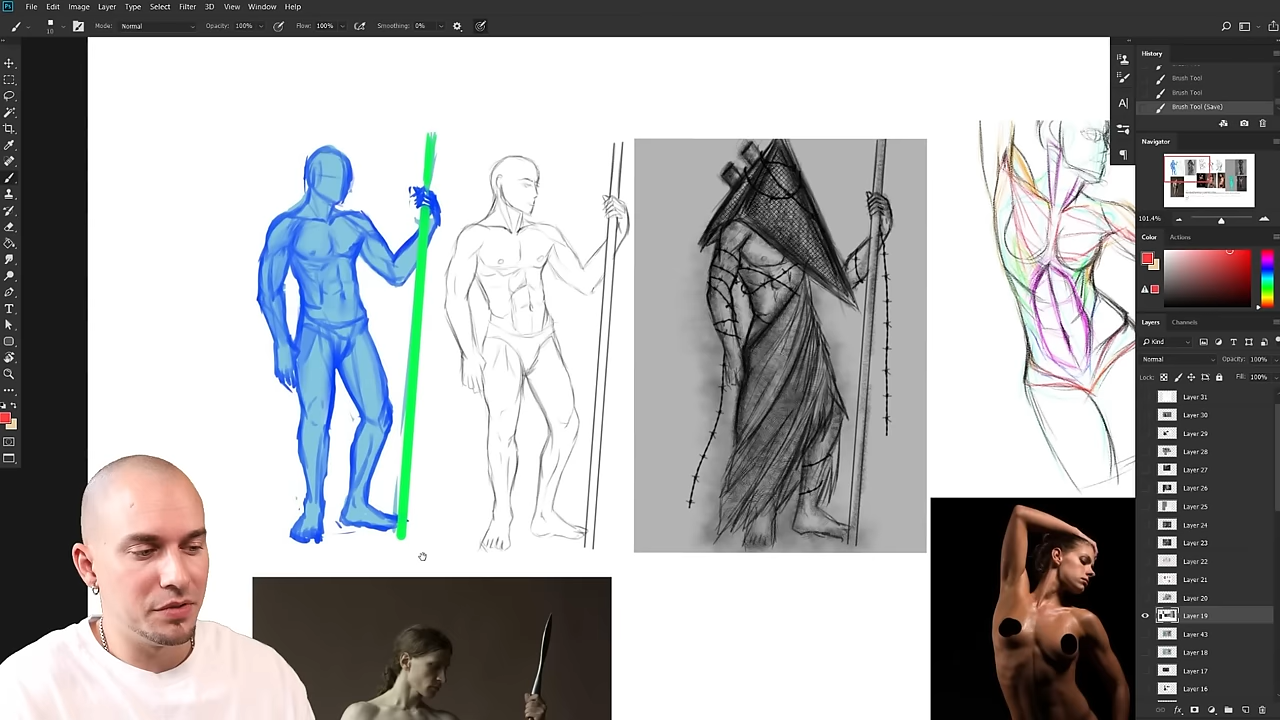 Ps File Edit Image Layer Type Select Filter 3D View Window Help
10 Mode: Normal Opacity: 100% Flow: 100% Smoothing: 0%
History
Brush Tool
Brush Tool
Brush Tool (Save)
A|
Navigator
101.4%
Color Actions
Layers Channels
Kind
Normal Opacity: 100%
Lock: Fill: 100%
Layer 31
Layer 30
Layer 29
Layer 28
Layer 27
Layer 26
Layer 25
Layer 24
Layer 23
Layer 22
Layer 21
Layer 20
Layer 19
Layer 43
Layer 18
Layer 17
Layer 16
fx